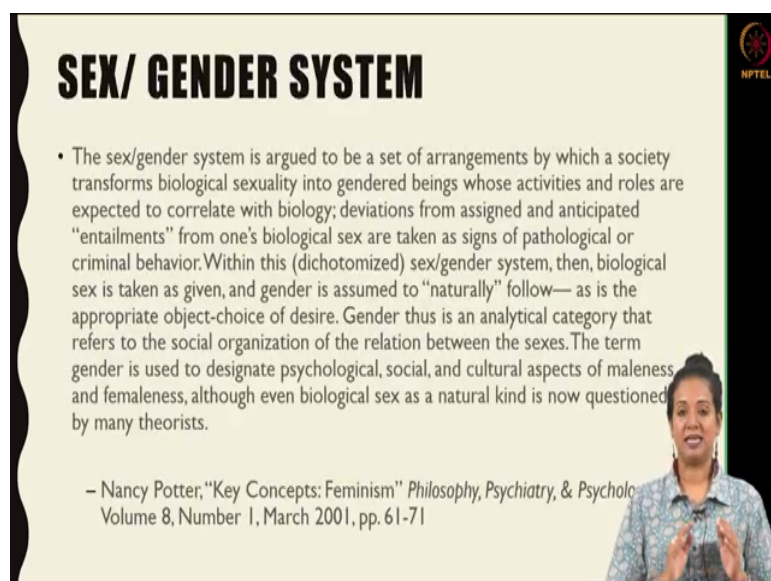 SEX/ GENDER SYSTEM
NPTEL
• The sex/gender system is argued to be a set of arrangements by which a society
transforms biological sexuality into gendered beings whose activities and roles are
expected to correlate with biology; deviations from assigned and anticipated
“entailments” from one’s biological sex are taken as signs of pathological or
criminal behavior. Within this (dichotomized) sex/gender system, then, biological
sex is taken as given, and gender is assumed to “naturally” follow— as is the
appropriate object-choice of desire. Gender thus is an analytical category that
refers to the social organization of the relation between the sexes. The term
gender is used to designate psychological, social, and cultural aspects of maleness
and femaleness, although even biological sex as a natural kind is now questioned
by many theorists.
– Nancy Potter, “Key Concepts: Feminism” Philosophy, Psychiatry, & Psycholo
Volume 8, Number 1, March 2001, pp. 61-71